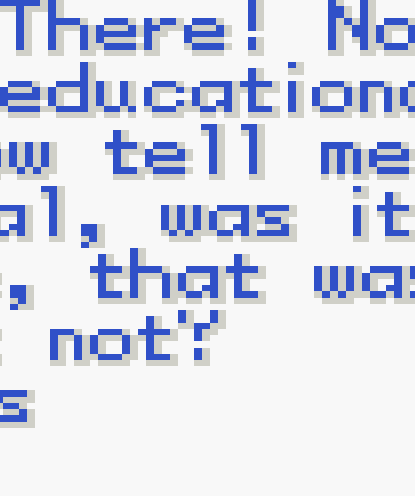 There! No
educationa
w tell me
al, was it
, that was
not?
s